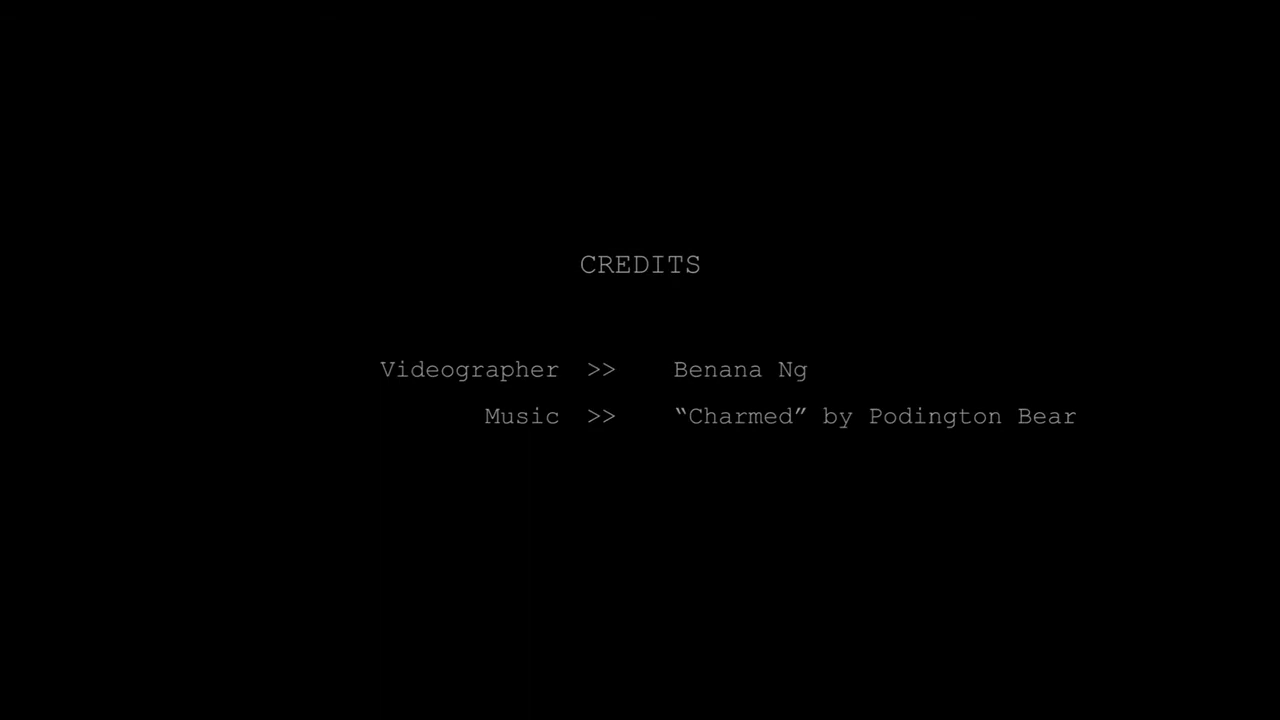 CREDITS
Videographer >> Benana Ng
Music >> “Charmed” by Podington Bear